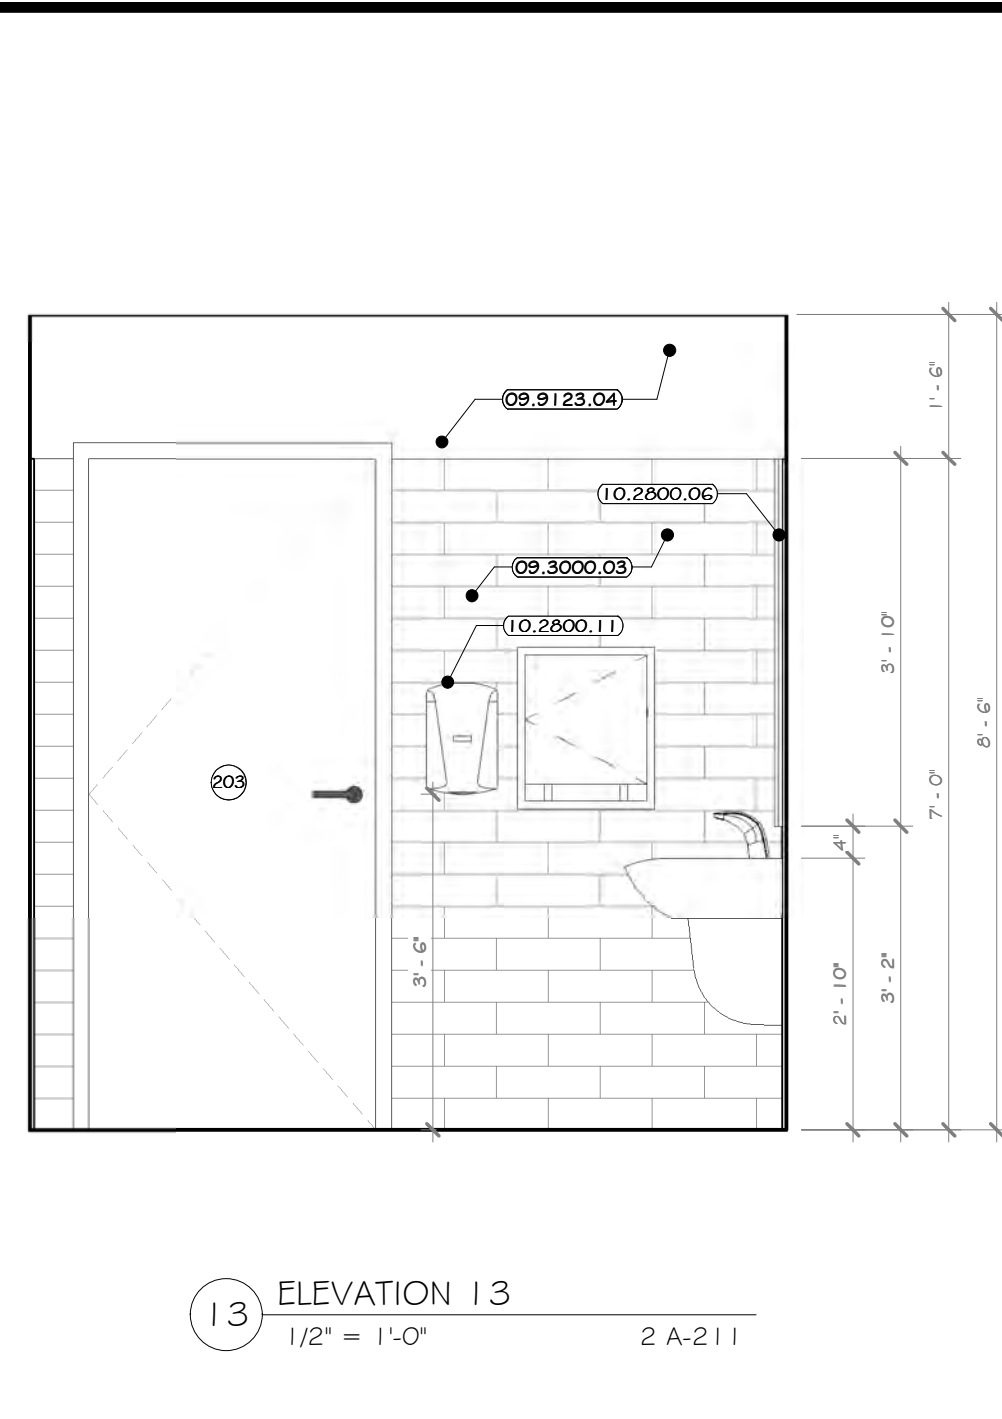 1' - 6"
09.9123.04
10.2800.06
09.3000.03
10.2800.11
3' - 10"
8' - 6"
7' - 0"
203
4"
3' - 6"
2' - 10"
3' - 2"
13
ELEVATION 13
1/2" = 1'-0"
2 A-211